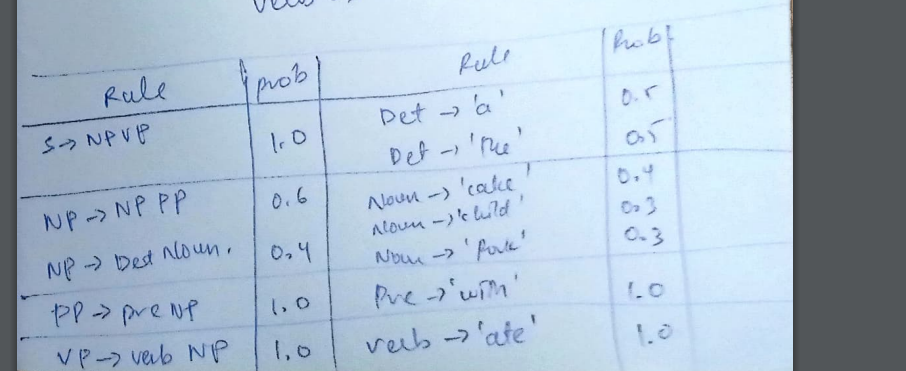 Rule | Prob | Rule | Prob
S → NP VP | 1.0 | Det → 'a' | 0.5
Det → 'the' | 0.5
NP → NP PP | 0.6 | Noun → 'cake' | 0.4
Noun → 'child' | 0.3
NP → Det Noun. | 0.4 | Noun → 'fork' | 0.3
PP → pre NP | 1.0 | Pre → 'with' | 1.0
VP → verb NP | 1.0 | verb → 'ate' | 1.0